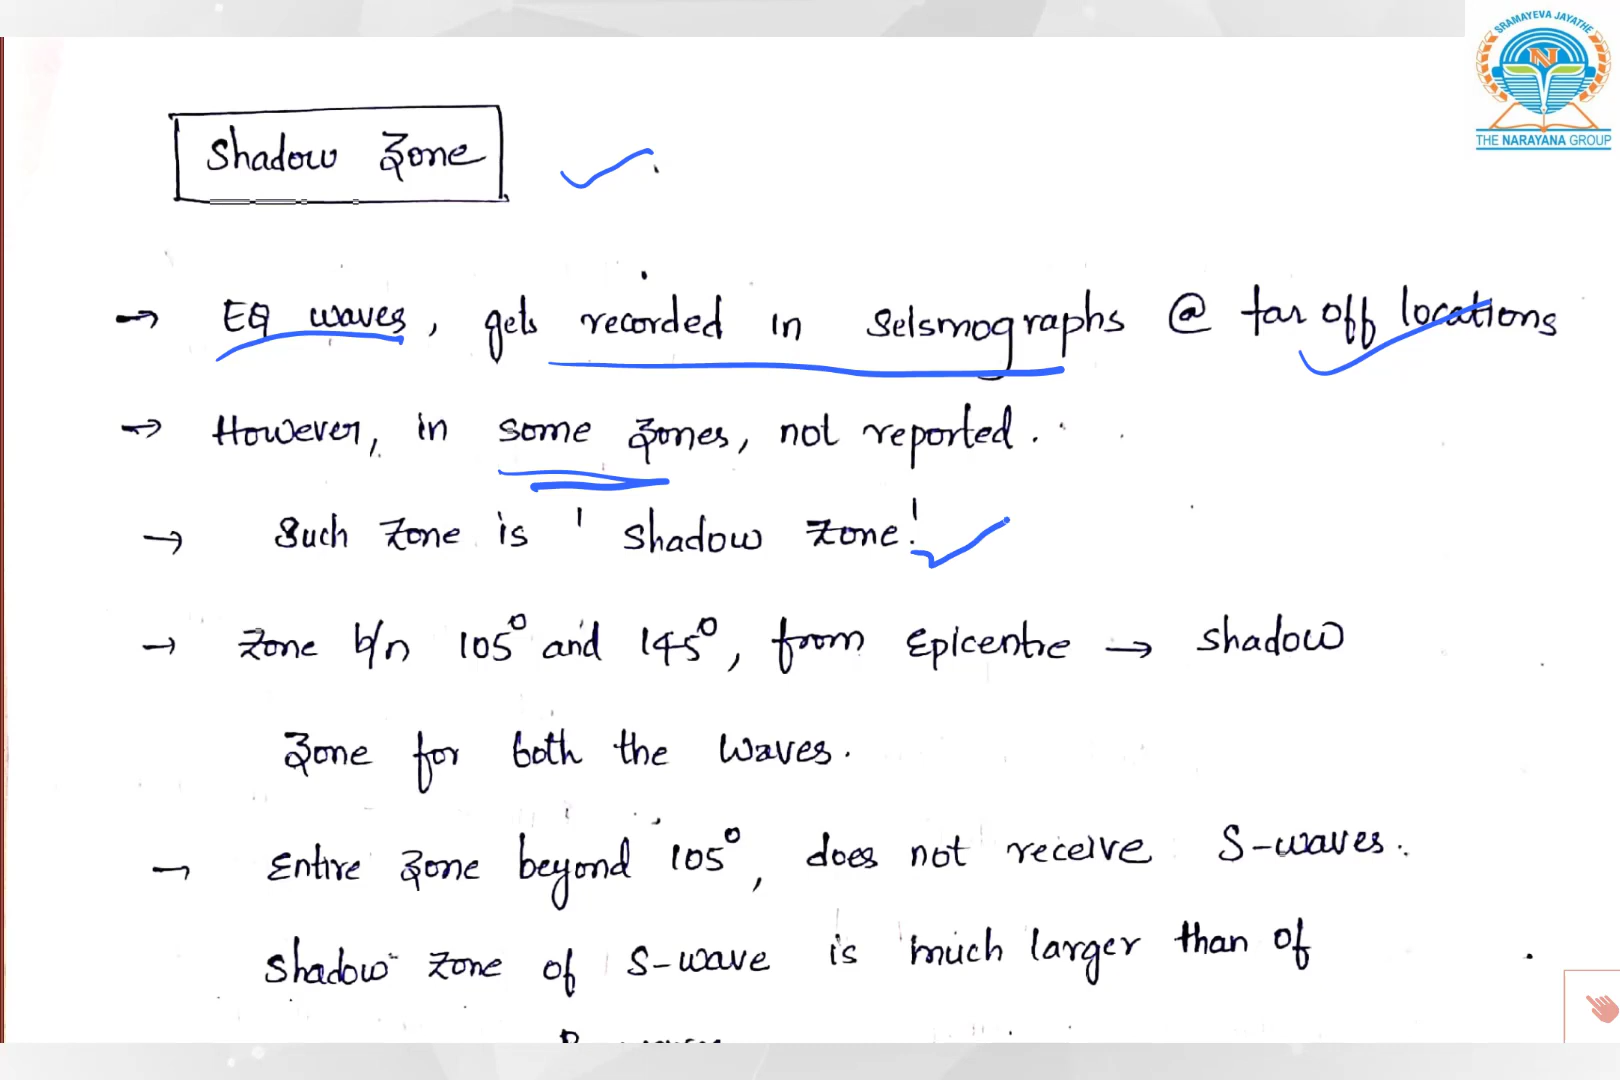 SRAMAYEVA JAYATHE
N
THE NARAYANA GROUP
Shadow Zone
→ EQ waves, gets recorded in Seismographs @ far off locations
→ However, in some Zones, not reported.
→ Such Zone is 'Shadow Zone!'
→ Zone b/n 105° and 145°, from Epicentre → shadow
Zone for both the waves.
→ Entire Zone beyond 105°, does not receive S-waves.
Shadow Zone of S-wave is much larger than of